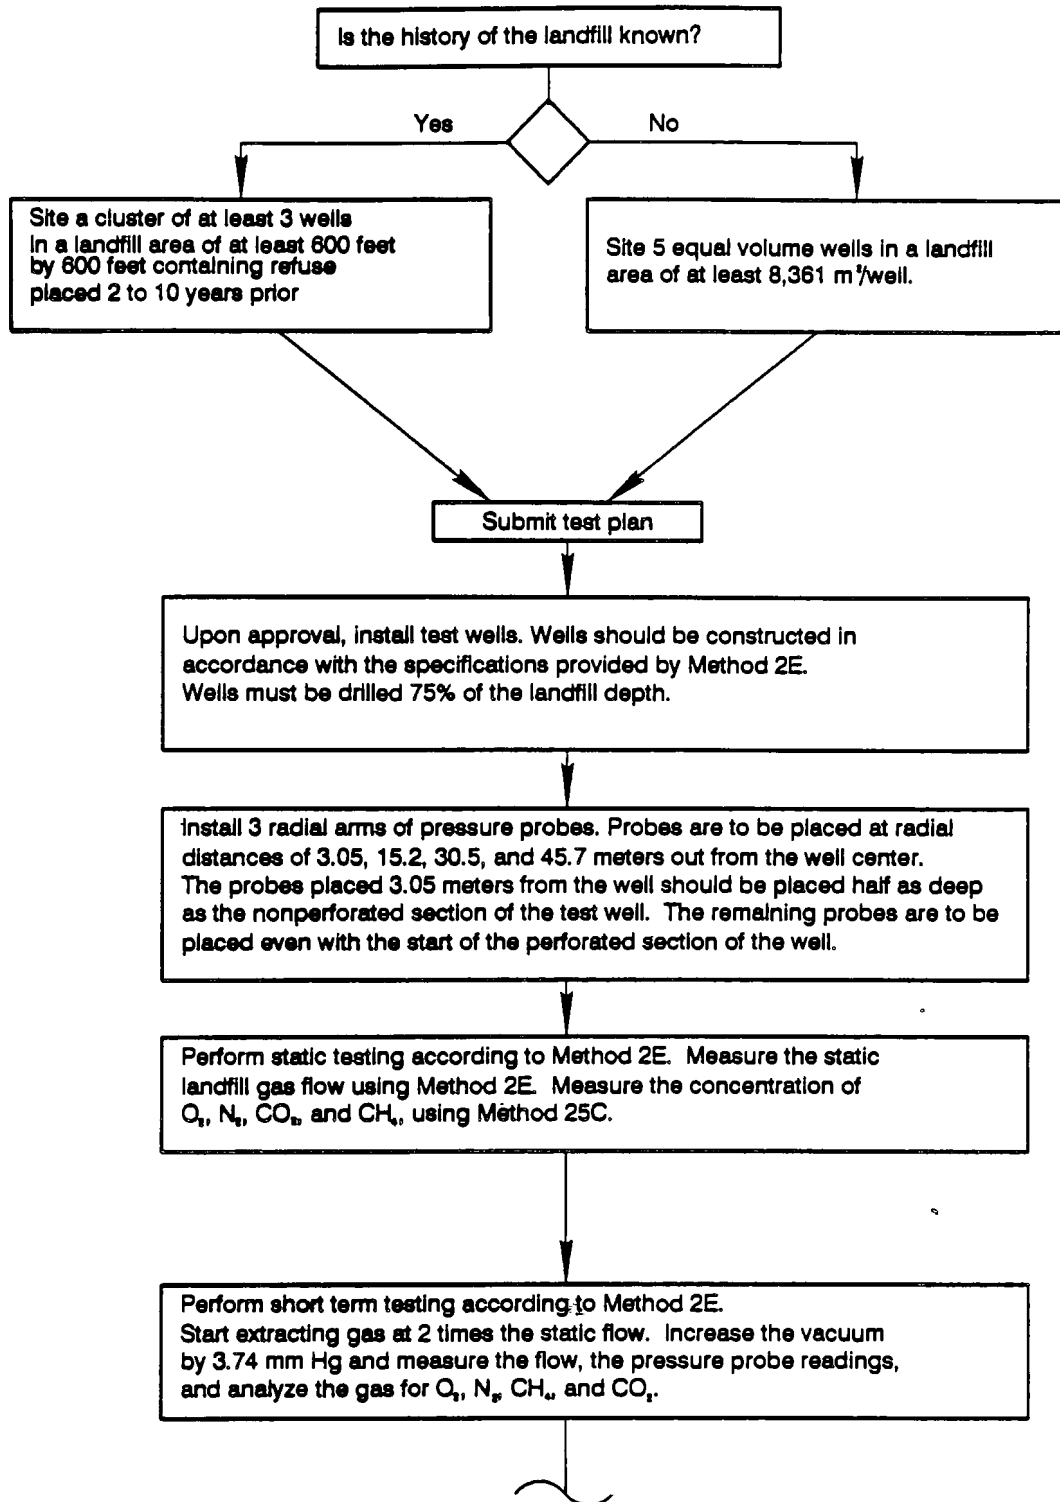 Is the history of the landfill known?
Yes
No
Site a cluster of at least 3 wells
in a landfill area of at least 600 feet
by 600 feet containing refuse
placed 2 to 10 years prior
Site 5 equal volume wells in a landfill
area of at least 8,361 m²/well.
Submit test plan
Upon approval, install test wells. Wells should be constructed in
accordance with the specifications provided by Method 2E.
Wells must be drilled 75% of the landfill depth.
Install 3 radial arms of pressure probes. Probes are to be placed at radial
distances of 3.05, 15.2, 30.5, and 45.7 meters out from the well center.
The probes placed 3.05 meters from the well should be placed half as deep
as the nonperforated section of the test well. The remaining probes are to be
placed even with the start of the perforated section of the well.
Perform static testing according to Method 2E. Measure the static
landfill gas flow using Method 2E. Measure the concentration of
O₂, N₂, CO₂, and CH₄, using Method 25C.
Perform short term testing according to Method 2E.
Start extracting gas at 2 times the static flow. Increase the vacuum
by 3.74 mm Hg and measure the flow, the pressure probe readings,
and analyze the gas for O₂, N₂, CH₄, and CO₂.